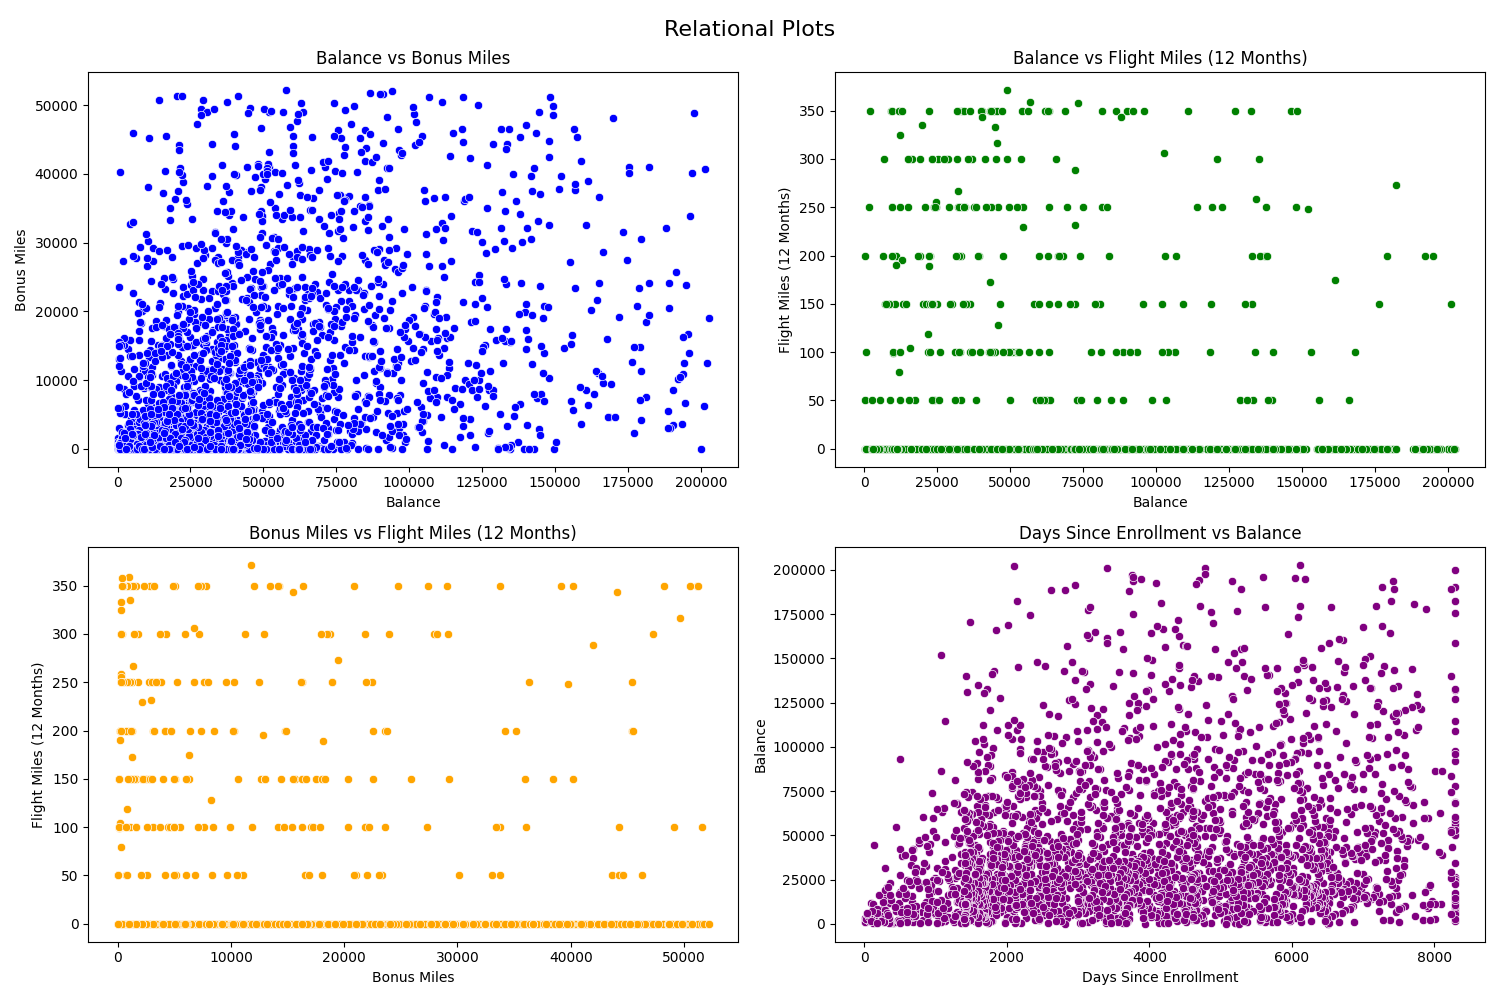 Relational Plots
Balance vs Bonus Miles
50000
40000
30000
20000
10000
0
Bonus Miles
0 25000 50000 75000 100000 125000 150000 175000 200000
Balance
Balance vs Flight Miles (12 Months)
350
300
250
200
150
100
50
0
Flight Miles (12 Months)
0 25000 50000 75000 100000 125000 150000 175000 200000
Balance
Bonus Miles vs Flight Miles (12 Months)
350
300
250
200
150
100
50
0
Flight Miles (12 Months)
0 10000 20000 30000 40000 50000
Bonus Miles
Days Since Enrollment vs Balance
200000
175000
150000
125000
100000
75000
50000
25000
0
Balance
0 2000 4000 6000 8000
Days Since Enrollment